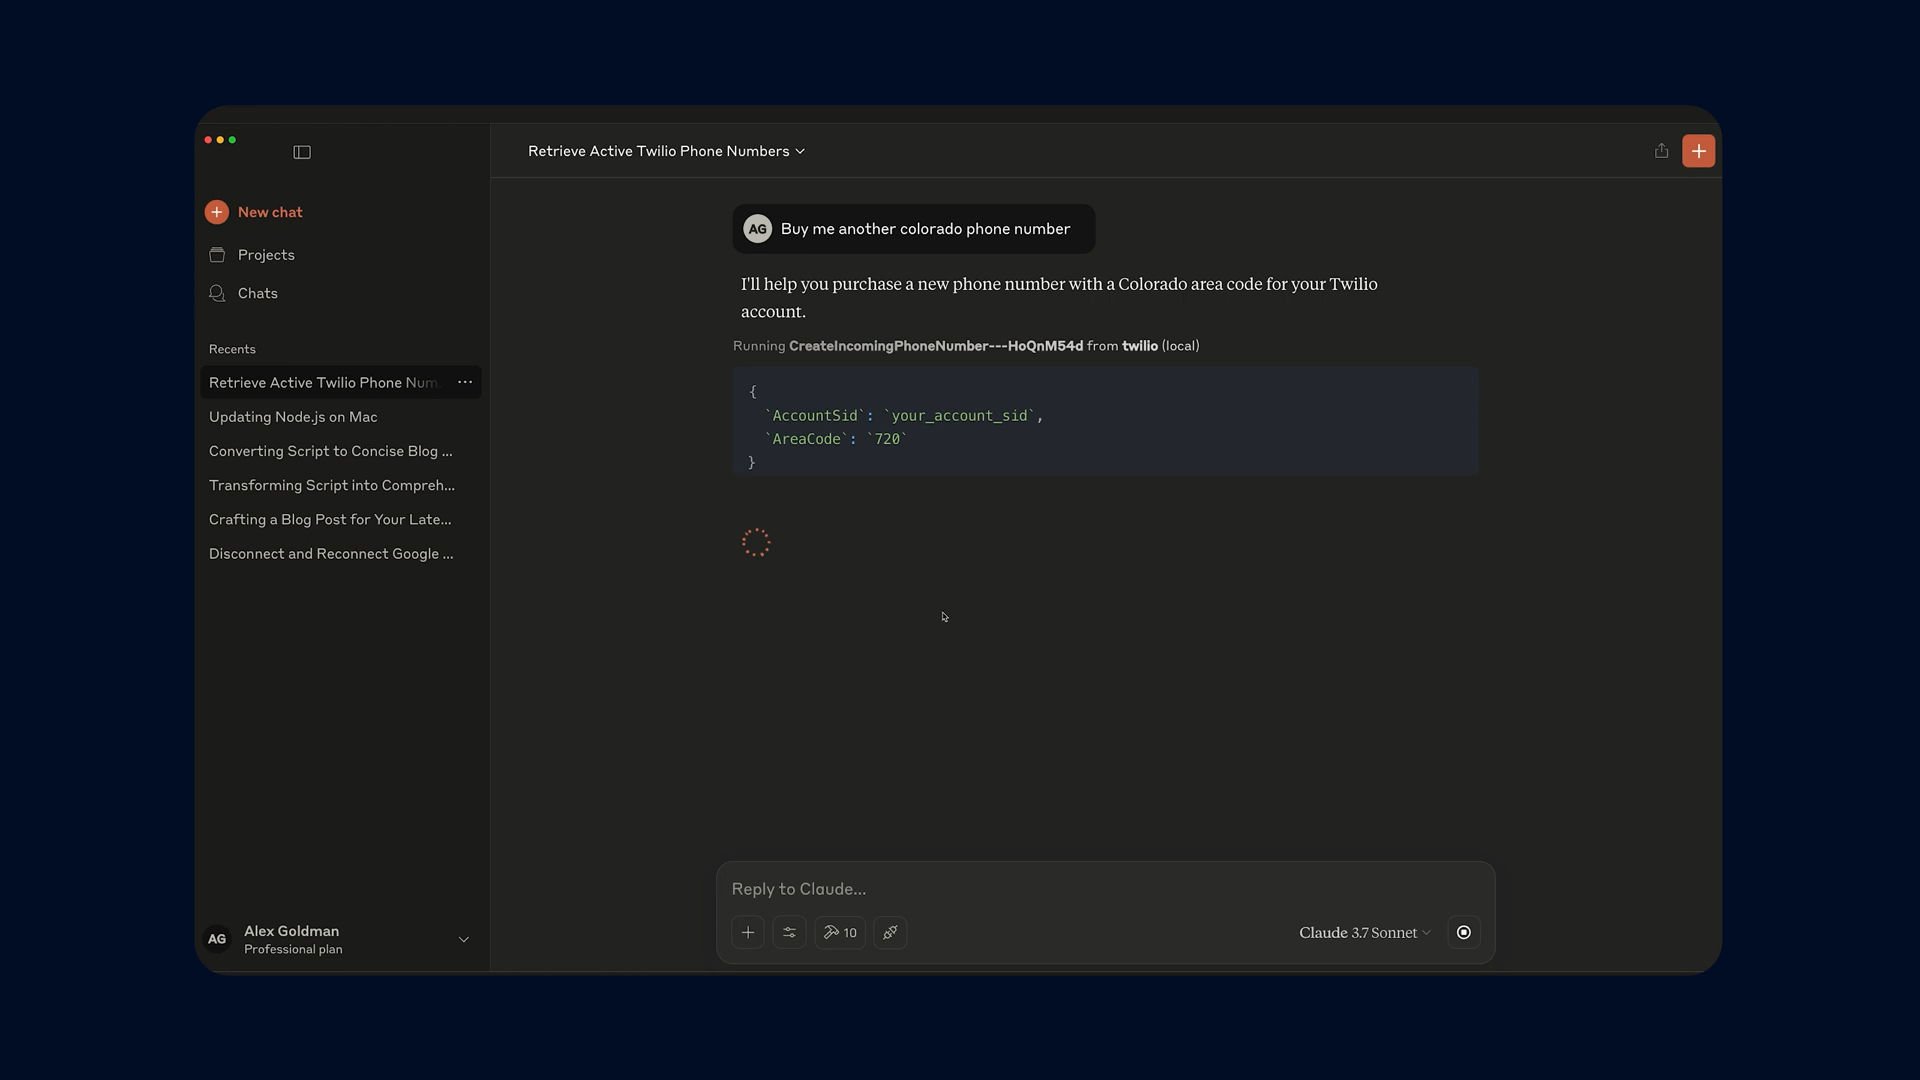 Retrieve Active Twilio Phone Numbers
New chat
Projects
Chats
Recents
Retrieve Active Twilio Phone Num
Updating Node.js on Mac
Converting Script to Concise Blog ...
Transforming Script into Compreh...
Crafting a Blog Post for Your Late...
Disconnect and Reconnect Google ...
AG
Alex Goldman
Professional plan
AG Buy me another colorado phone number
I'll help you purchase a new phone number with a Colorado area code for your Twilio
account.
Running CreateIncomingPhoneNumber---HoQnM54d from twilio (local)
{
`AccountSid`: `your_account_sid`,
`AreaCode`: `720`
}
Reply to Claude...
10
Claude 3.7 Sonnet